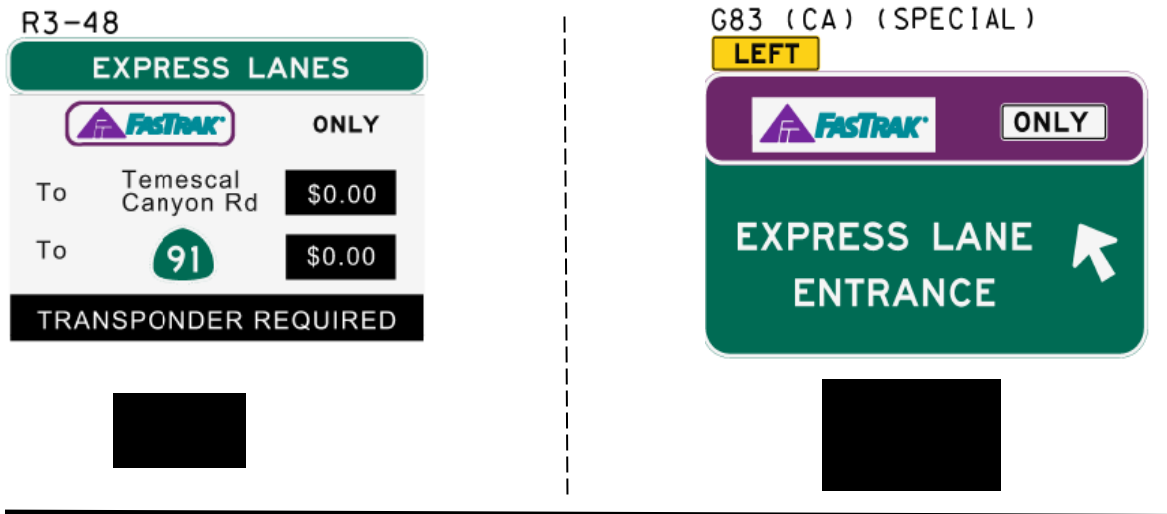 R3-48
EXPRESS LANES
FASTRAK ONLY
To Temescal
Canyon Rd $0.00
To 91 $0.00
TRANSPONDER REQUIRED
G83 (CA) (SPECIAL)
LEFT
FASTRAK ONLY
EXPRESS LANE
ENTRANCE